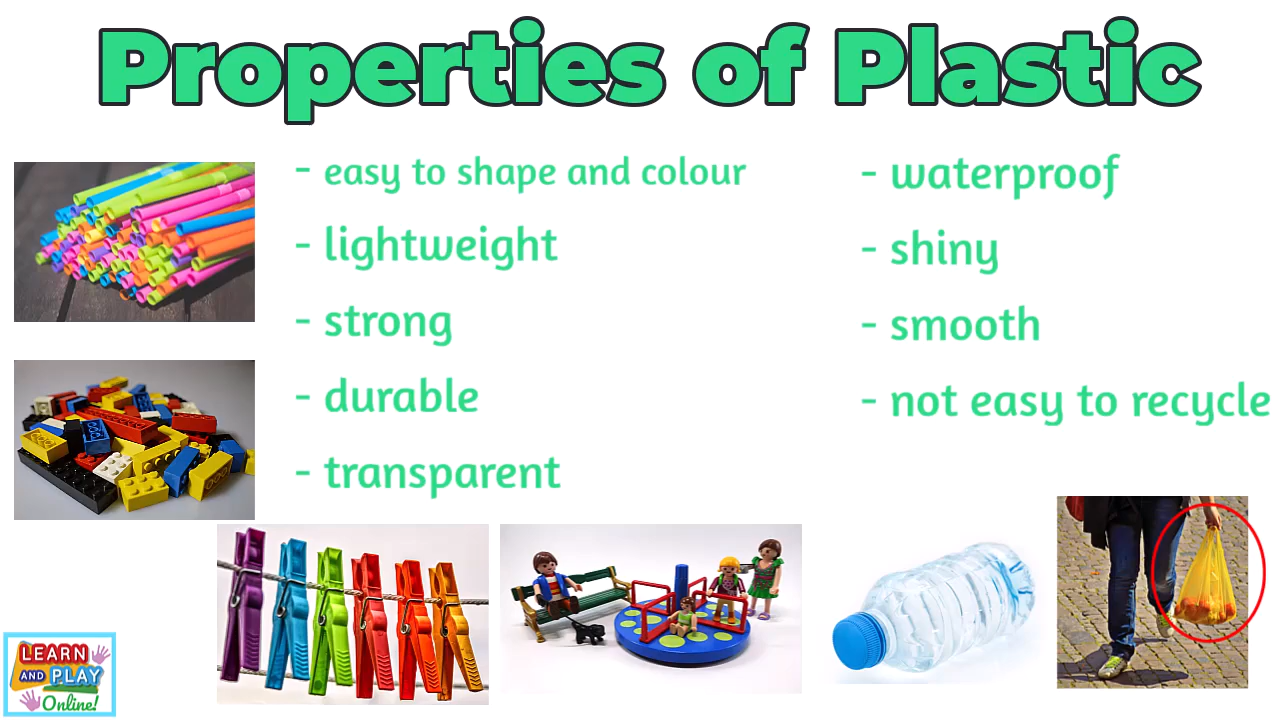 Properties of Plastic
- easy to shape and colour
- lightweight
- strong
- durable
- transparent
- waterproof
- shiny
- smooth
- not easy to recycle
LEARN
AND PLAY
Online!